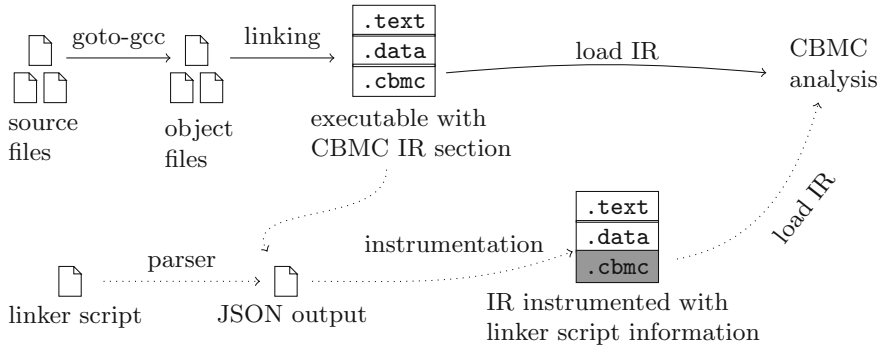 goto-gcc
linking
.text
.data
.cbmc
load IR
CBMC
analysis
source
files
object
files
executable with
CBMC IR section
linker script
parser
JSON output
instrumentation
.text
.data
.cbmc
IR instrumented with
linker script information
load IR